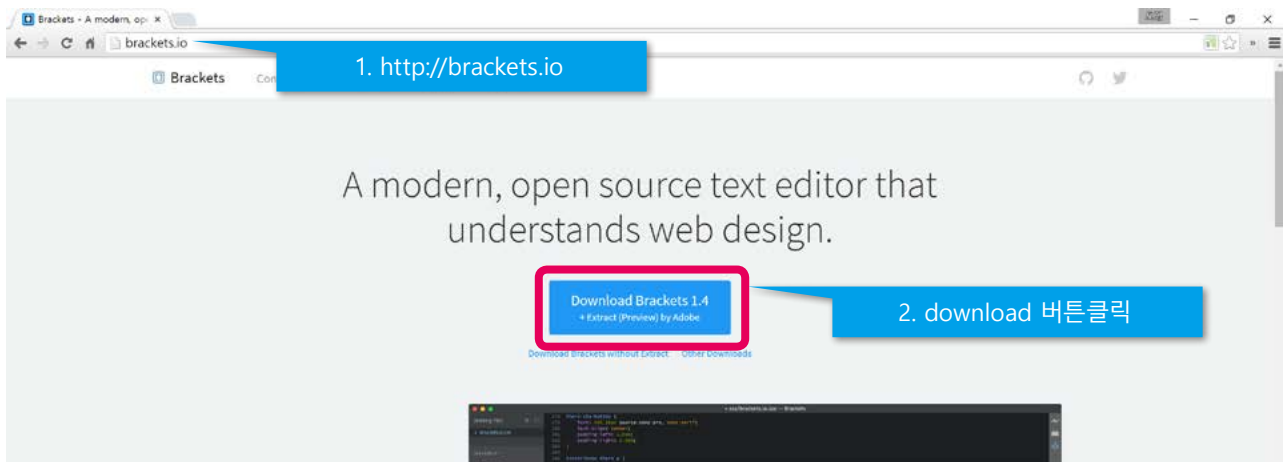 Brackets - A modern, op
brackets.io
1. http://brackets.io
Brackets
Con
A modern, open source text editor that
understands web design.
Download Brackets 1.4
+ Extract (Preview) by Adobe
2. download 버튼클릭
Download Brackets without Extract
Other Downloads